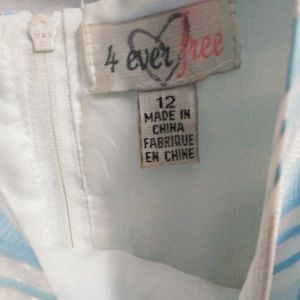 4 ever free
12
MADE IN
CHINA
FABRIQUE
EN CHINE